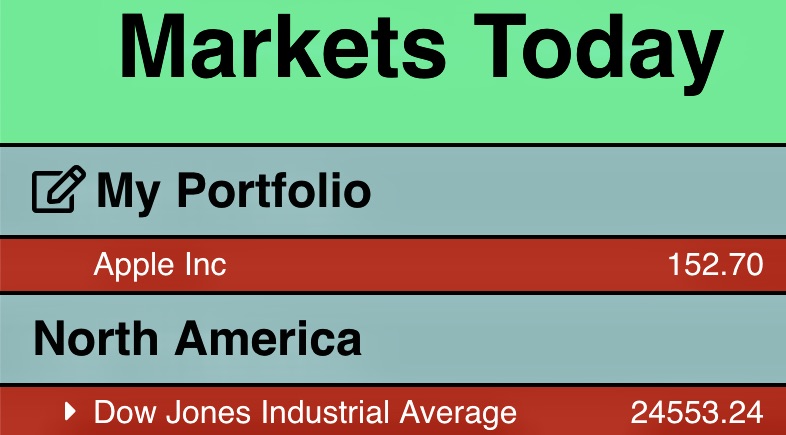 Markets Today
My Portfolio
Apple Inc 152.70
North America
Dow Jones Industrial Average 24553.24